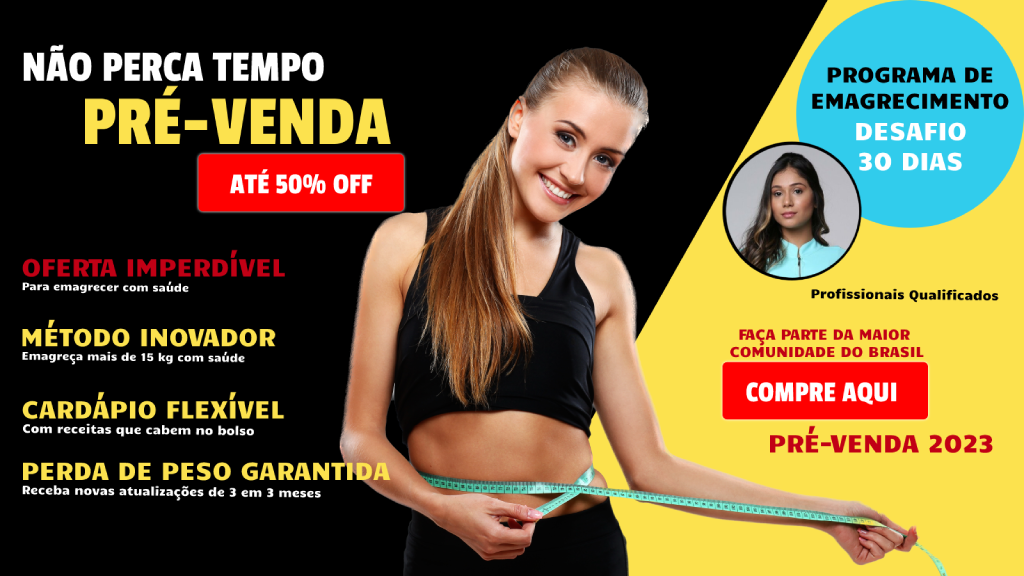 NÃO PERCA TEMPO
PRÉ-VENDA
ATÉ 50% OFF
OFERTA IMPERDÍVEL
Para emagrecer com saúde
MÉTODO INOVADOR
Emagreça mais de 15 kg com saúde
CARDÁPIO FLEXÍVEL
Com receitas que cabem no bolso
PERDA DE PESO GARANTIDA
Receba novas atualizações de 3 em 3 meses
PROGRAMA DE
EMAGRECIMENTO
DESAFIO
30 DIAS
Profissionais Qualificados
FAÇA PARTE DA MAIOR
COMUNIDADE DO BRASIL
COMPRE AQUI
PRÉ-VENDA 2023